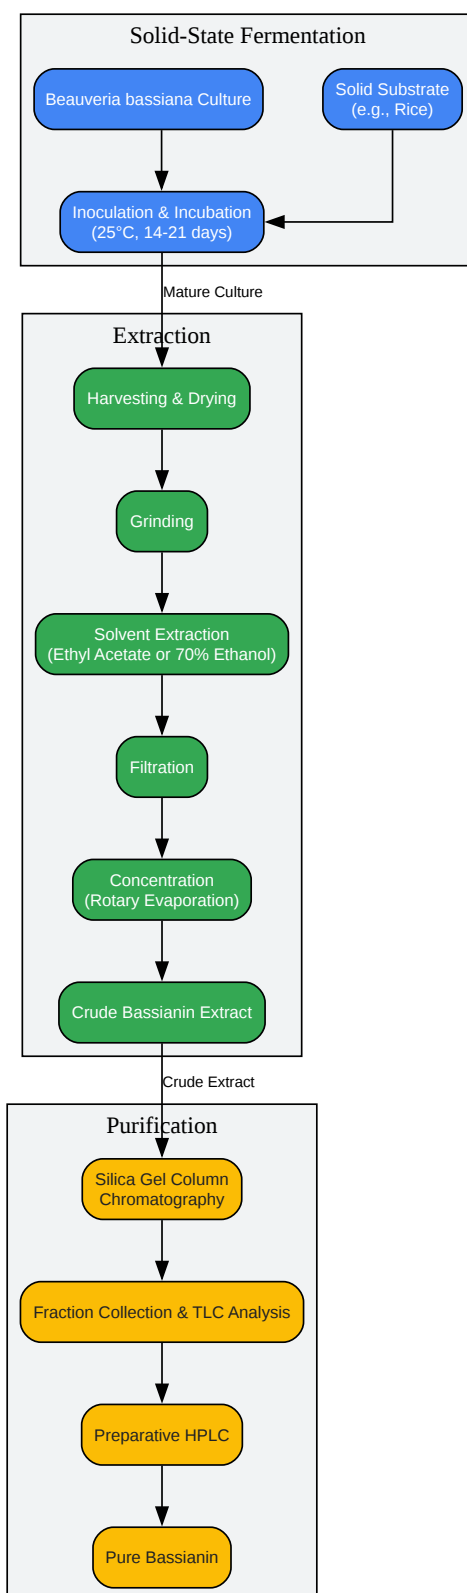 Solid-State Fermentation
Beauveria bassiana Culture
Solid Substrate
(e.g., Rice)
Inoculation & Incubation
(25°C, 14-21 days)
Mature Culture
Extraction
Harvesting & Drying
Grinding
Solvent Extraction
(Ethyl Acetate or 70% Ethanol)
Filtration
Concentration
(Rotary Evaporation)
Crude Bassianin Extract
Crude Extract
Purification
Silica Gel Column
Chromatography
Fraction Collection & TLC Analysis
Preparative HPLC
Pure Bassianin